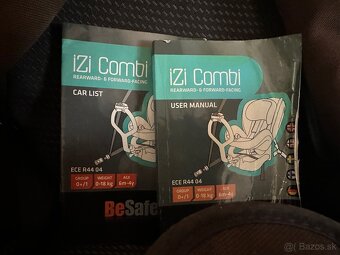 iZi Combi
REARWARD- & FORWARD-FACING
CAR LIST
ECE R44 04
GROUP
0+/1
WEIGHT
0-18 kg
AGE
6m-4y
BeSafe
iZi Combi
REARWARD- & FORWARD-FACING
USER MANUAL
ECE R44 04
GROUP
0+/1
WEIGHT
0-18 kg
AGE
6m-4y
bazos.sk